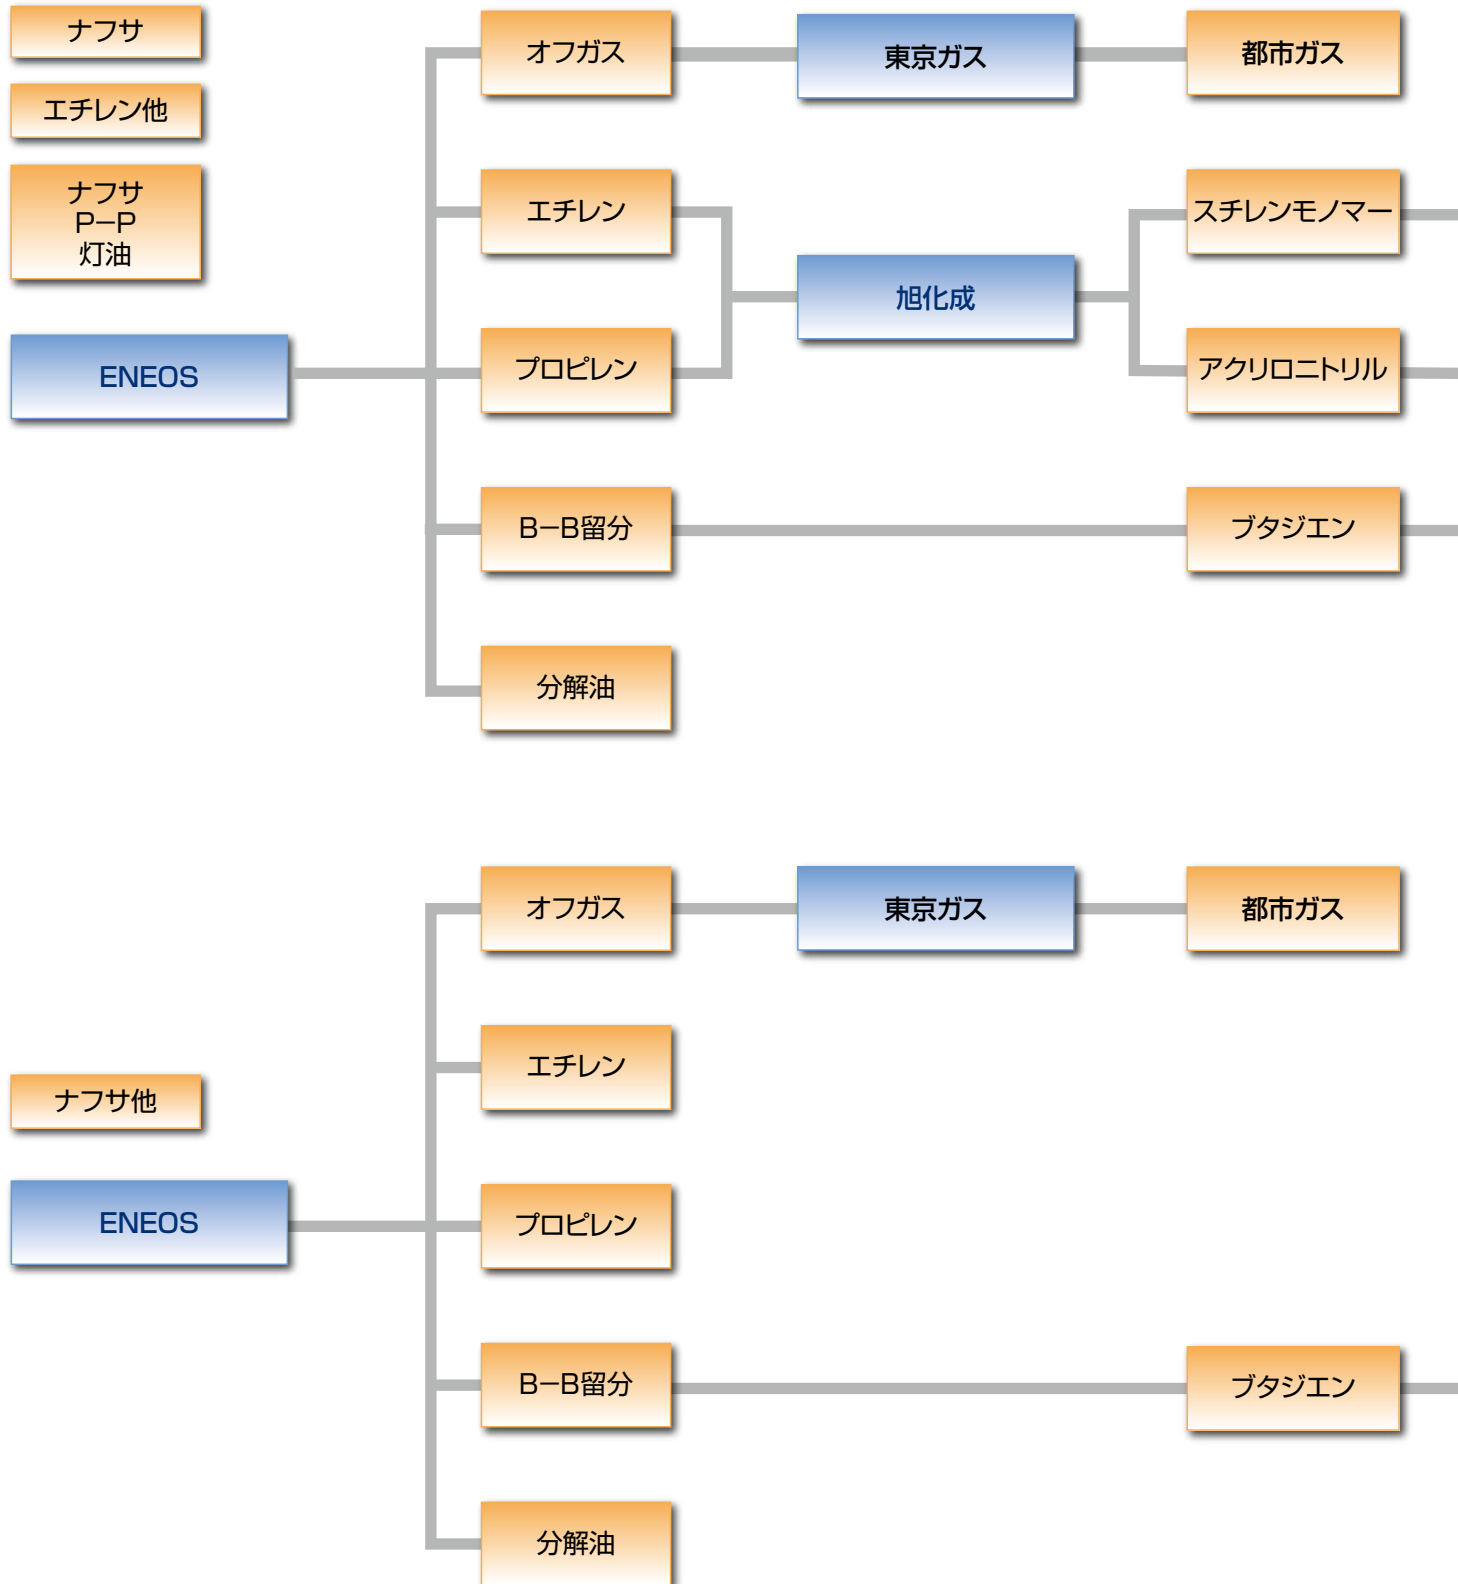 ナフサ
エチレン他
ナフサ
P−P
灯油
ENEOS
オフガス
東京ガス
都市ガス
エチレン
プロピレン
旭化成
スチレンモノマー
アクリロニトリル
B−B留分
ブタジエン
分解油
ナフサ他
ENEOS
オフガス
東京ガス
都市ガス
エチレン
プロピレン
B−B留分
ブタジエン
分解油